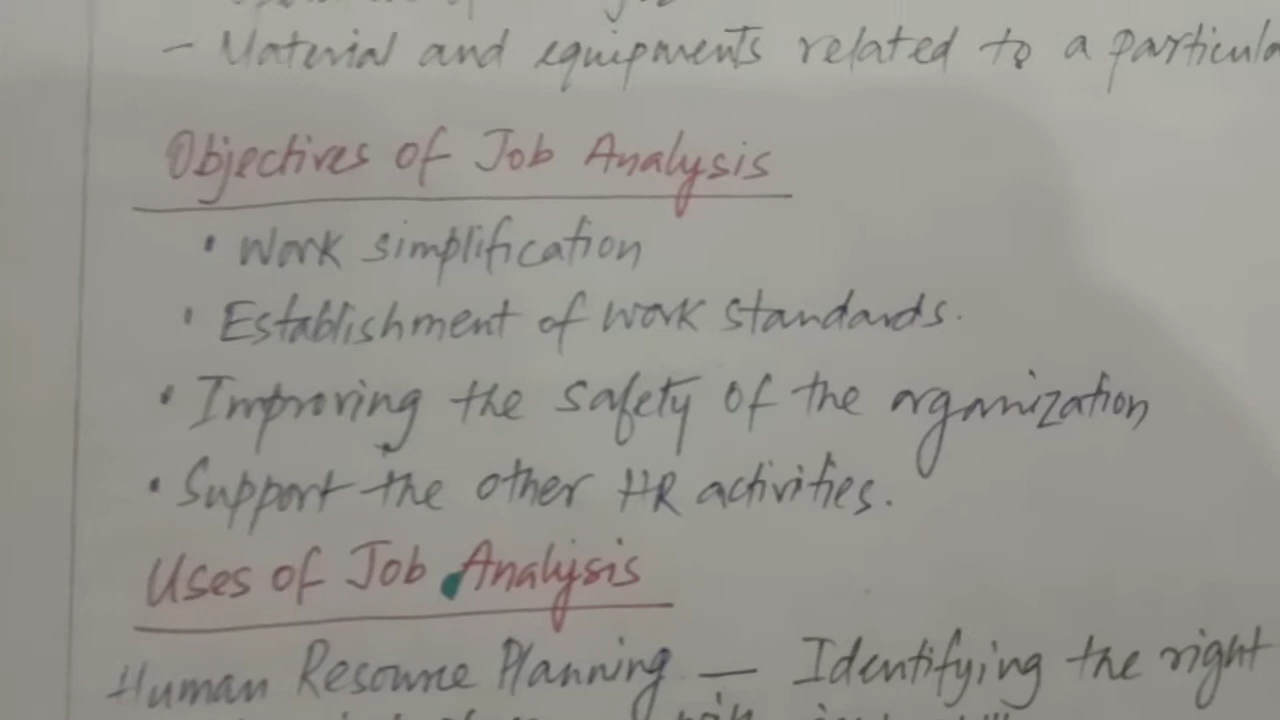 - Material and equipments related to a
Objectives of Job Analysis
• Work simplification
• Establishment of work standards.
• Improving the safety of the organization
• Support the other HR activities.
Uses of Job Analysis
Human Resource Planning — Identifying the right